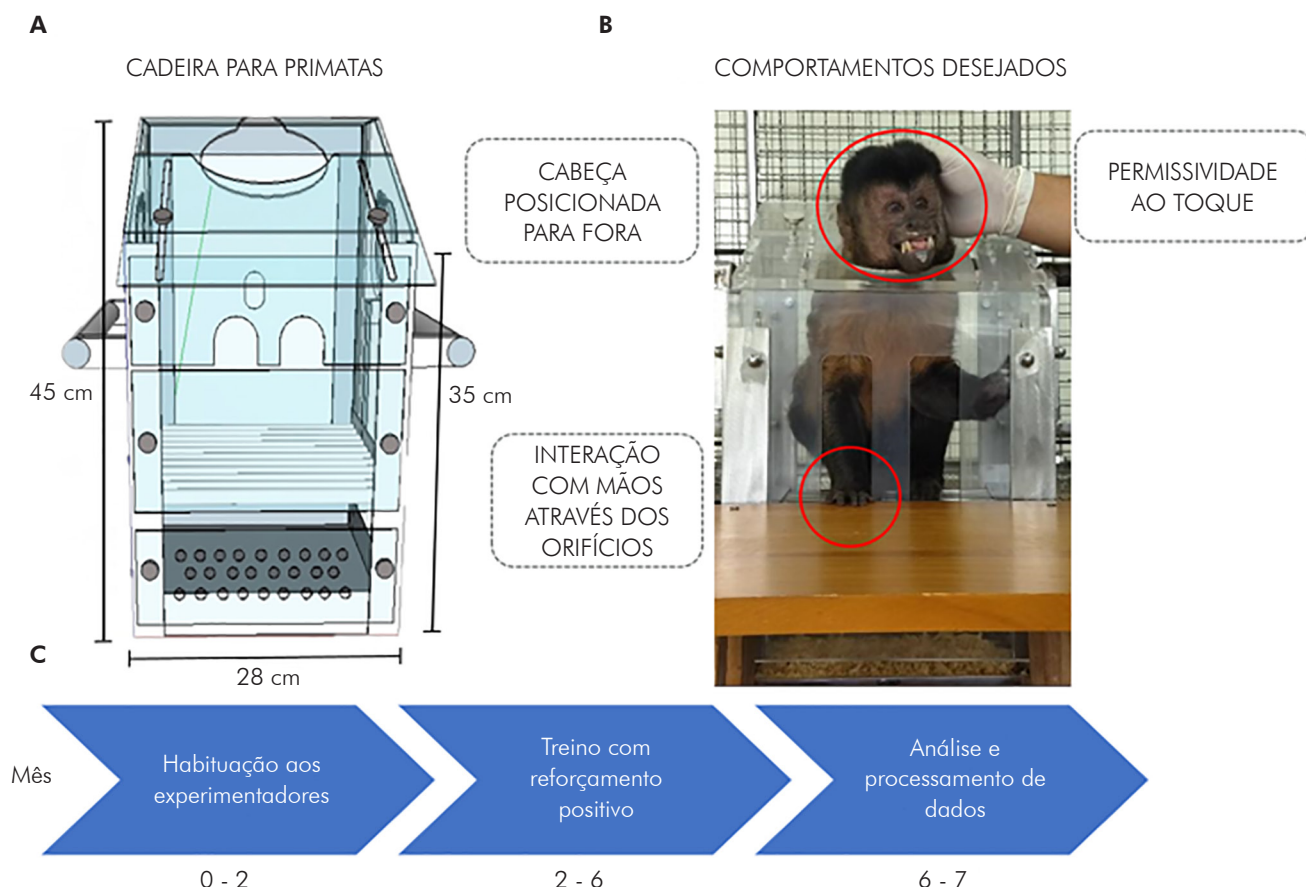 A
CADEIRA PARA PRIMATAS
45 cm
35 cm
28 cm
B
COMPORTAMENTOS DESEJADOS
CABEÇA
POSICIONADA
PARA FORA
PERMISSIVIDADE
AO TOQUE
INTERAÇÃO
COM MÃOS
ATRAVÉS DOS
ORIFÍCIOS
C
Mês
Habituação aos
experimentadores
Treino com
reforçamento
positivo
Análise e
processamento de
dados
0 - 2
2 - 6
6 - 7